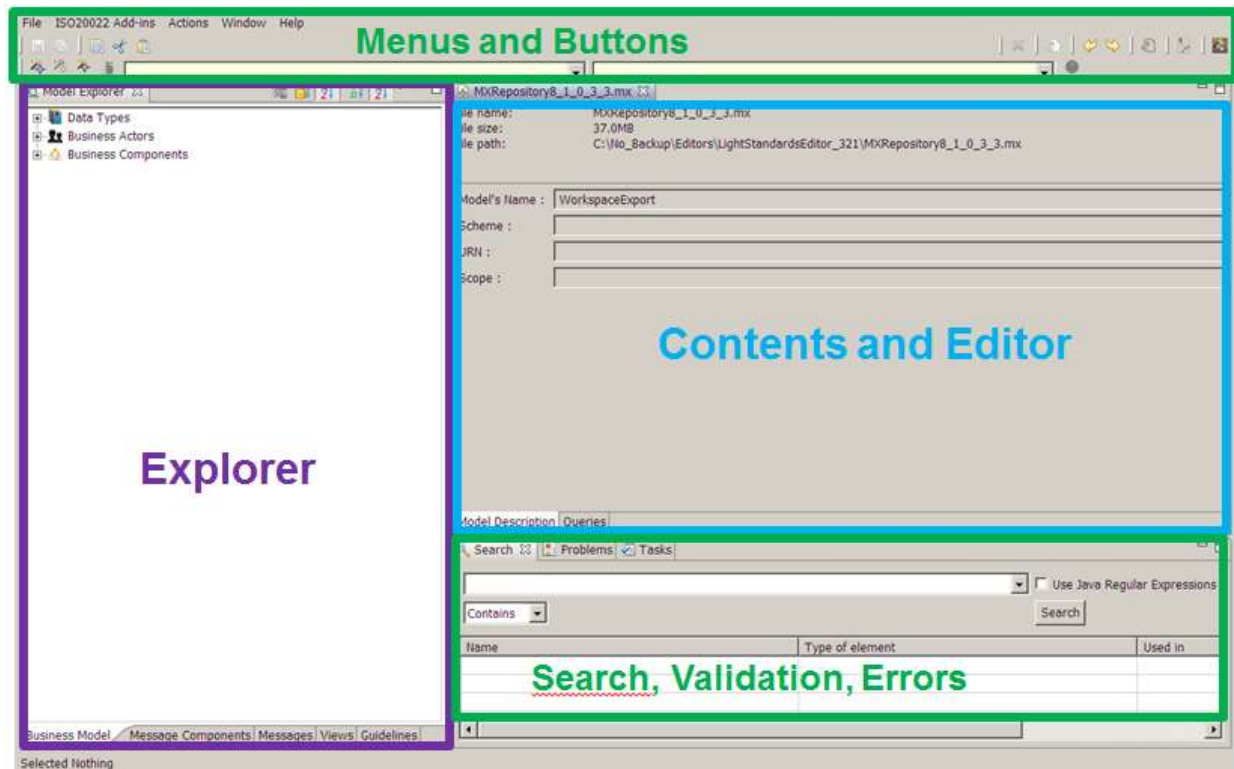 File ISO20022 Add-ins Actions Window Help
Menus and Buttons
Model Explorer
MXRepository8_1_0_3_3.mx
Data Types
Business Actors
Business Components
ile name: MXRepository8_1_0_3_3.mx
ile size: 37.0MB
ile path: C:\No_Backup\Editors\LightStandardsEditor_321\MXRepository8_1_0_3_3.mx
Model's Name : WorkspaceExport
Scheme :
URN :
Scope :
Contents and Editor
Explorer
Model Description Queries
Search Problems Tasks
Use Java Regular Expressions
Contains Search
Name Type of element Used in
Search, Validation, Errors
Business Model Message Components Messages Views Guidelines
Selected Nothing